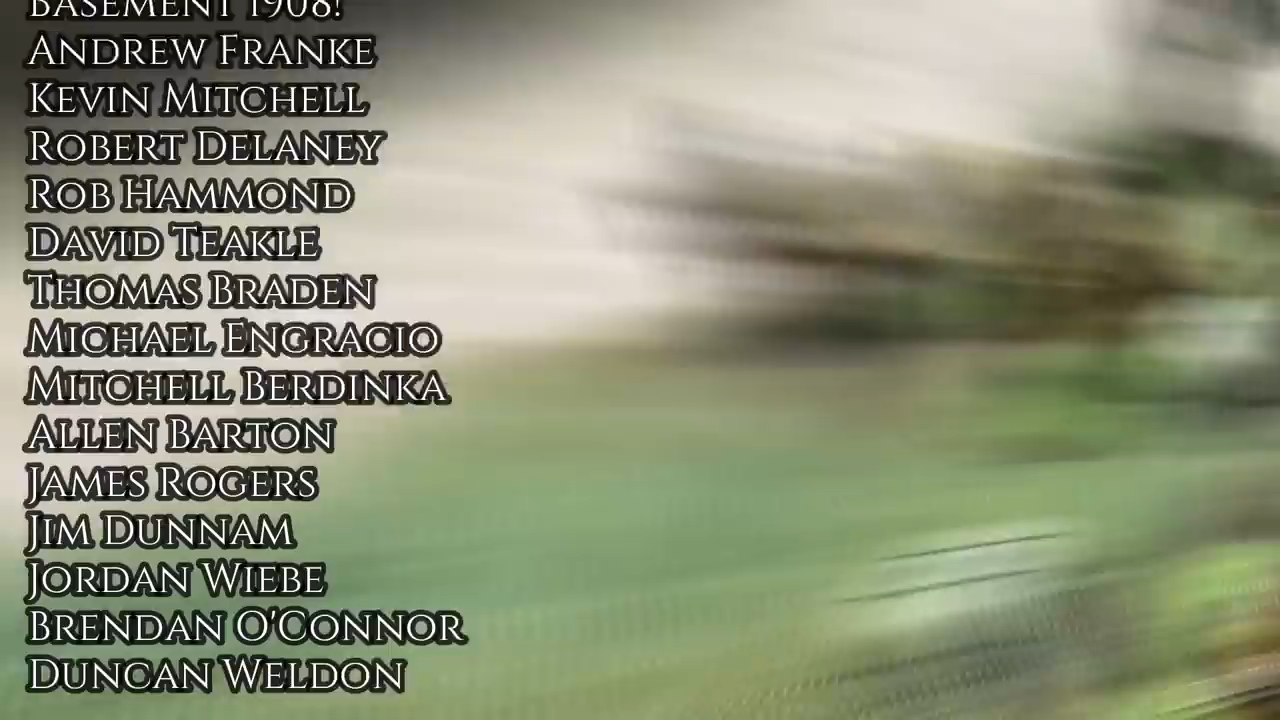 BASEMENT 1908!
ANDREW FRANKE
KEVIN MITCHELL
ROBERT DELANEY
ROB HAMMOND
DAVID TEAKLE
THOMAS BRADEN
MICHAEL ENGRACIO
MITCHELL BERDINKA
ALLEN BARTON
JAMES ROGERS
JIM DUNNAM
JORDAN WIEBE
BRENDAN O'CONNOR
DUNCAN WELDON